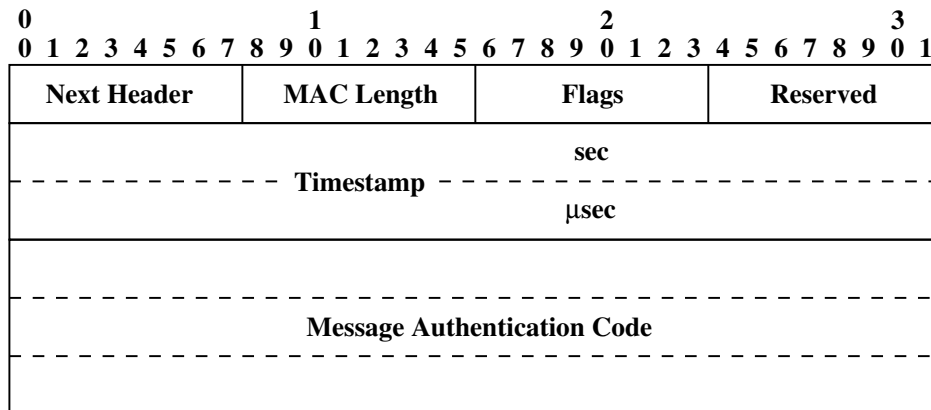 0 1 2 3
0 1 2 3 4 5 6 7 8 9 0 1 2 3 4 5 6 7 8 9 0 1 2 3 4 5 6 7 8 9 0 1
Next Header MAC Length Flags Reserved
sec
Timestamp
μsec
Message Authentication Code